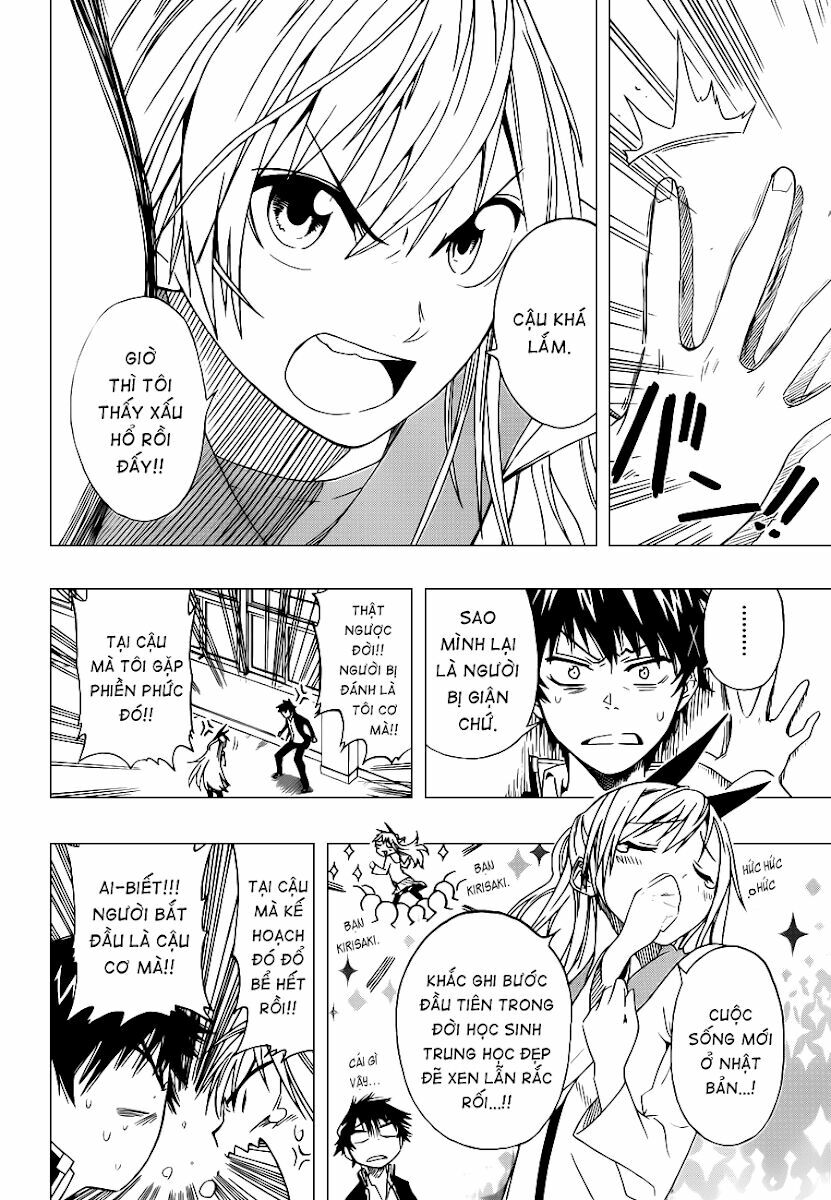 CẬU KHÁ
LẮM.
GIỜ
THÌ TÔI
THẤY XẤU
HỔ RỒI
ĐẤY!!
バン!!
.........
SAO
MÌNH LẠI
LÀ NGƯỜI
BỊ GIẬN
CHỨ.
THẬT
NGƯỢC
ĐỜI!!
NGƯỜI BỊ
ĐÁNH LÀ
TÔI CƠ
MÀ!!
TẠI CẬU
MÀ TÔI GẶP
PHIỀN PHỨC
ĐÓ!!
HỨC HỨC
HỨC
CUỘC
SỐNG MỚI
Ở NHẬT
BẢN...!
BẠN
KIRISAKI.
BẠN
KIRISAKI.
KHẮC GHI BƯỚC
ĐẦU TIÊN TRONG
ĐỜI HỌC SINH
TRUNG HỌC ĐẸP
ĐẼ XEN LẪN RẮC
RỐI...!!
CÁI GÌ
VẬY...
TẠI CẬU
MÀ KẾ
HOẠCH
ĐÓ ĐỔ
BỂ HẾT
RỒI!!
AI-BIẾT!!!
NGƯỜI BẮT
ĐẦU LÀ CẬU
CƠ MÀ!!